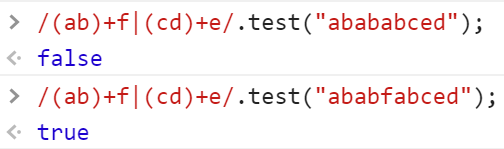 > /(ab)+f|(cd)+e/.test("abababced");
<· false
> /(ab)+f|(cd)+e/.test("ababfabced");
<· true